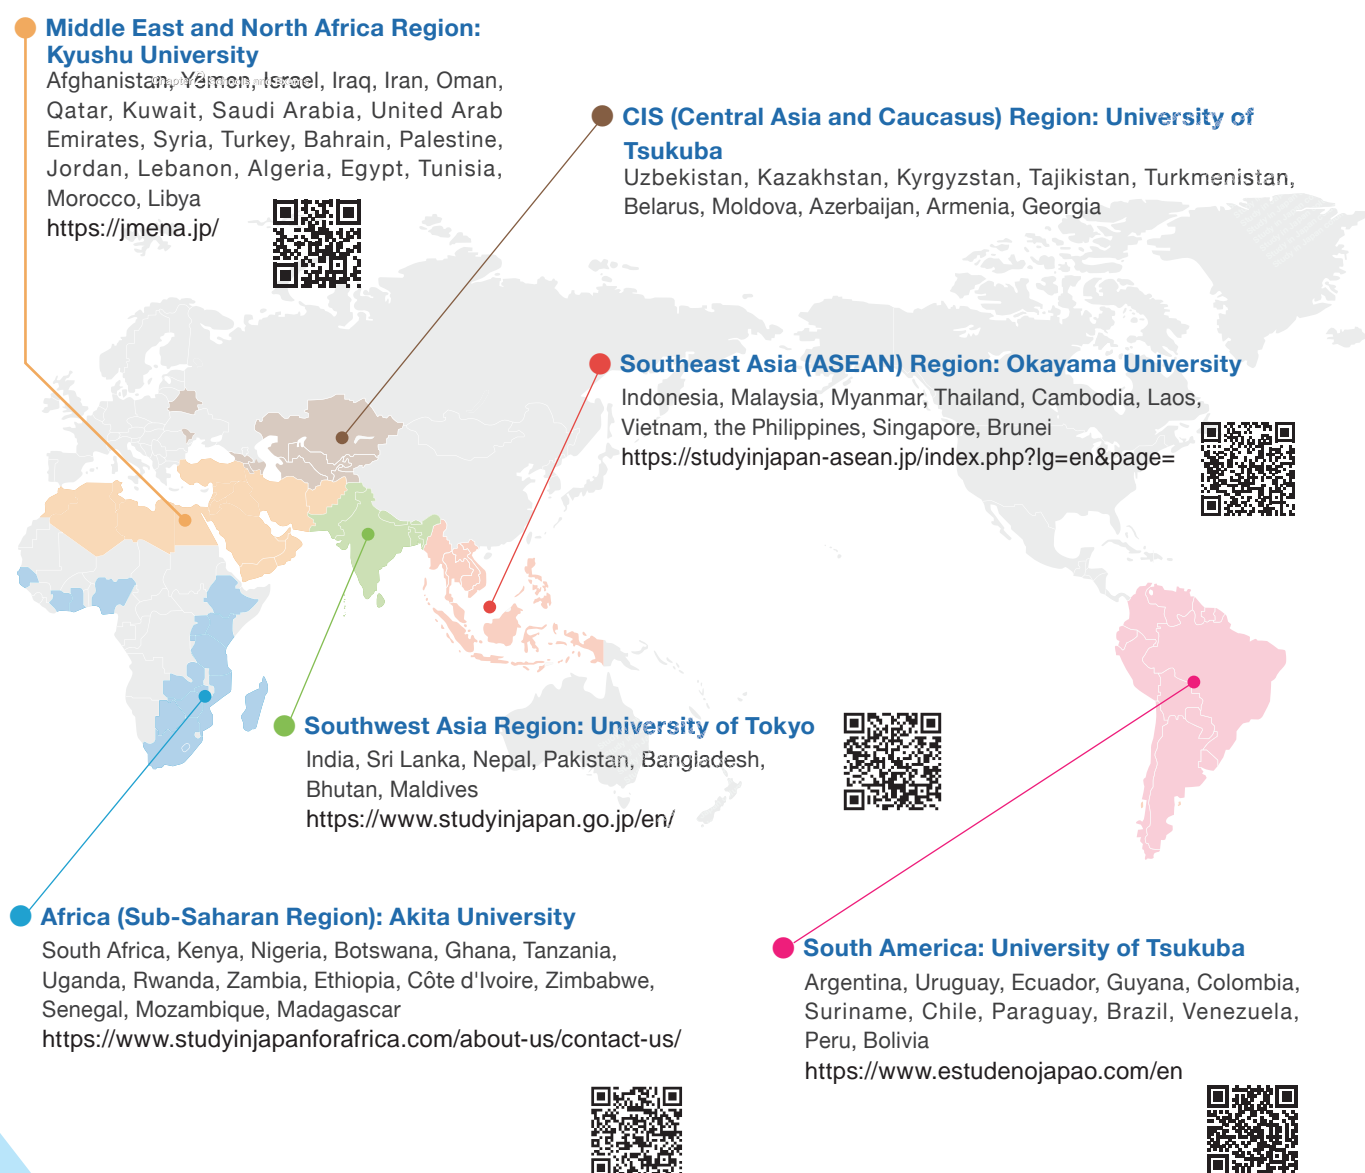 Middle East and North Africa Region:
Kyushu University
Afghanistan, Yemen, Israel, Iraq, Iran, Oman,
Qatar, Kuwait, Saudi Arabia, United Arab
Emirates, Syria, Turkey, Bahrain, Palestine,
Jordan, Lebanon, Algeria, Egypt, Tunisia,
Morocco, Libya
https://jmena.jp/
CIS (Central Asia and Caucasus) Region: University of
Tsukuba
Uzbekistan, Kazakhstan, Kyrgyzstan, Tajikistan, Turkmenistan,
Belarus, Moldova, Azerbaijan, Armenia, Georgia
Southeast Asia (ASEAN) Region: Okayama University
Indonesia, Malaysia, Myanmar, Thailand, Cambodia, Laos,
Vietnam, the Philippines, Singapore, Brunei
https://studyinjapan-asean.jp/index.php?lg=en&page=
Southwest Asia Region: University of Tokyo
India, Sri Lanka, Nepal, Pakistan, Bangladesh,
Bhutan, Maldives
https://www.studyinjapan.go.jp/en/
Africa (Sub-Saharan Region): Akita University
South Africa, Kenya, Nigeria, Botswana, Ghana, Tanzania,
Uganda, Rwanda, Zambia, Ethiopia, Côte d'Ivoire, Zimbabwe,
Senegal, Mozambique, Madagascar
https://www.studyinjapanforafrica.com/about-us/contact-us/
South America: University of Tsukuba
Argentina, Uruguay, Ecuador, Guyana, Colombia,
Suriname, Chile, Paraguay, Brazil, Venezuela,
Peru, Bolivia
https://www.estudenojapao.com/en